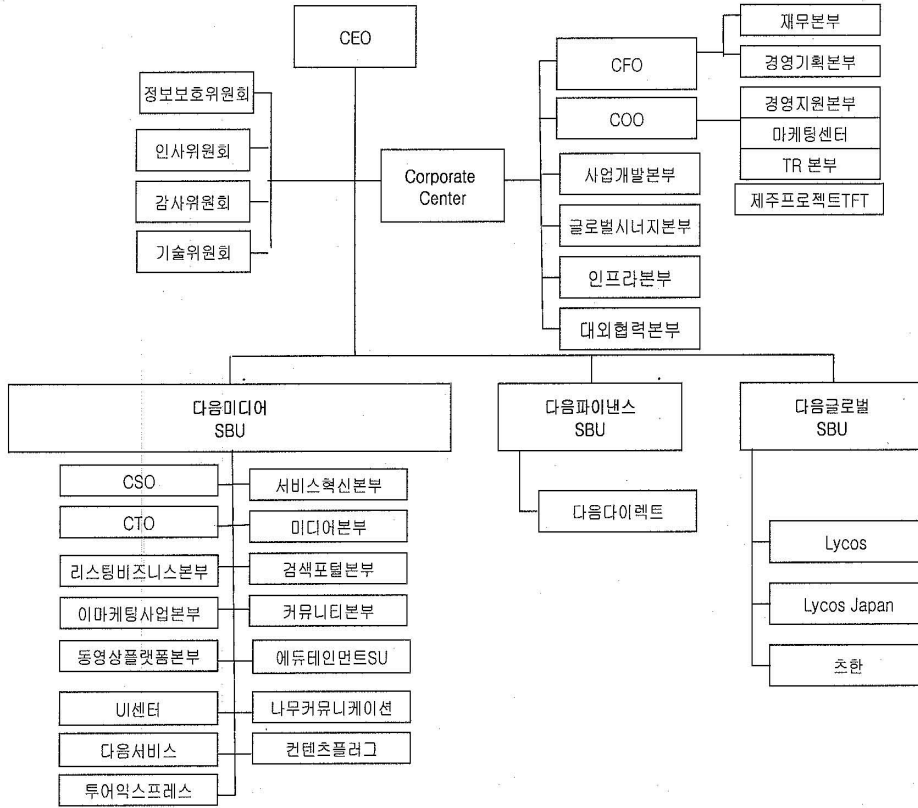 CEO
정보보호위원회
인사위원회
감사위원회
기술위원회
Corporate
Center
CFO
COO
사업개발본부
글로벌시너지본부
인프라본부
대외협력본부
재무본부
경영기획본부
경영지원본부
마케팅센터
TR 본부
제주프로젝트TFT
다음미디어
SBU
CSO
서비스혁신본부
CTO
미디어본부
리스팅비즈니스본부
검색포털본부
이마케팅사업본부
커뮤니티본부
동영상플랫폼본부
에듀테인먼트SU
UI센터
나무커뮤니케이션
다음서비스
컨텐츠플러그
투어익스프레스
다음파이낸스
SBU
다음다이렉트
다음글로벌
SBU
Lycos
Lycos Japan
츠한